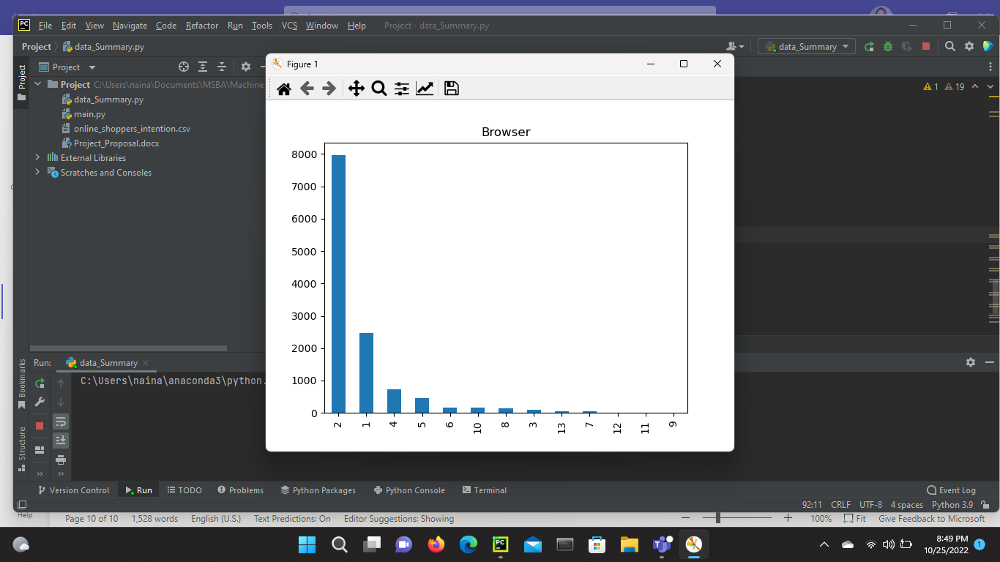 PC File Edit View Navigate Code Refactor Run Tools VCS Window Help Project - data_Summary.py
Project data_Summary.py data_Summary
Project
Project
Project C:\Users\naina\Documents\MSBA\Machine
data_Summary.py
main.py
online_shoppers_intention.csv
Project_Proposal.docx
External Libraries
Scratches and Consoles
1 19
Figure 1
Browser
8000
7000
6000
5000
4000
3000
2000
1000
0
2 1 4 5 6 10 8 3 13 7 12 11 9
Run: data_Summary
C:\Users\naina\anaconda3\python.
Bookmarks
Structure
Version Control Run TODO Problems Python Packages Python Console Terminal Event Log
92:11 CRLF UTF-8 4 spaces Python 3.9
Help
Page 10 of 10 1,528 words English (U.S.) Text Predictions: On Editor Suggestions: Showing 100% Fit Give Feedback to Microsoft
PC
8:49 PM
10/25/2022
1